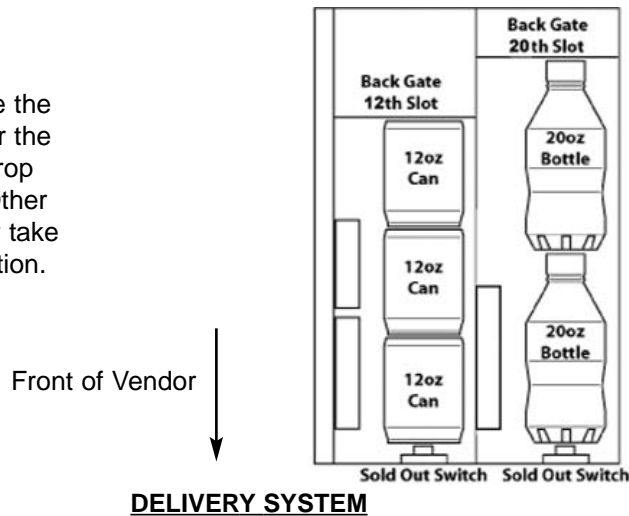 e the
r the
rop
ther
take
tion.
Front of Vendor
Back Gate
12th Slot
12oz
Can
12oz
Can
12oz
Can
Sold Out Switch
Back Gate
20th Slot
20oz
Bottle
20oz
Bottle
Sold Out Switch
DELIVERY SYSTEM